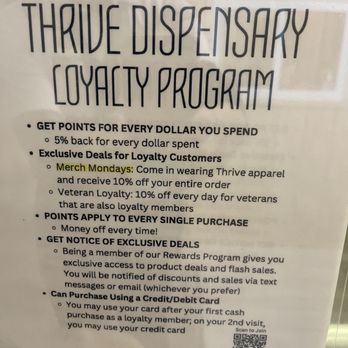 THRIVE DISPENSARY
LOYALTY PROGRAM
• GET POINTS FOR EVERY DOLLAR YOU SPEND
○ 5% back for every dollar spent
• Exclusive Deals for Loyalty Customers
○ Merch Mondays: Come in wearing Thrive apparel
and receive 10% off your entire order
○ Veteran Loyalty: 10% off every day for veterans
that are also loyalty members
• POINTS APPLY TO EVERY SINGLE PURCHASE
○ Money off every time!
• GET NOTICE OF EXCLUSIVE DEALS
○ Being a member of our Rewards Program gives you
exclusive access to product deals and flash sales.
You will be notified of discounts and sales via text
messages or email (whichever you prefer)
• Can Purchase Using a Credit/Debit Card
○ You may use your card after your first cash
purchase as a loyalty member; on your 2nd visit,
you may use your credit card
Scan to Join